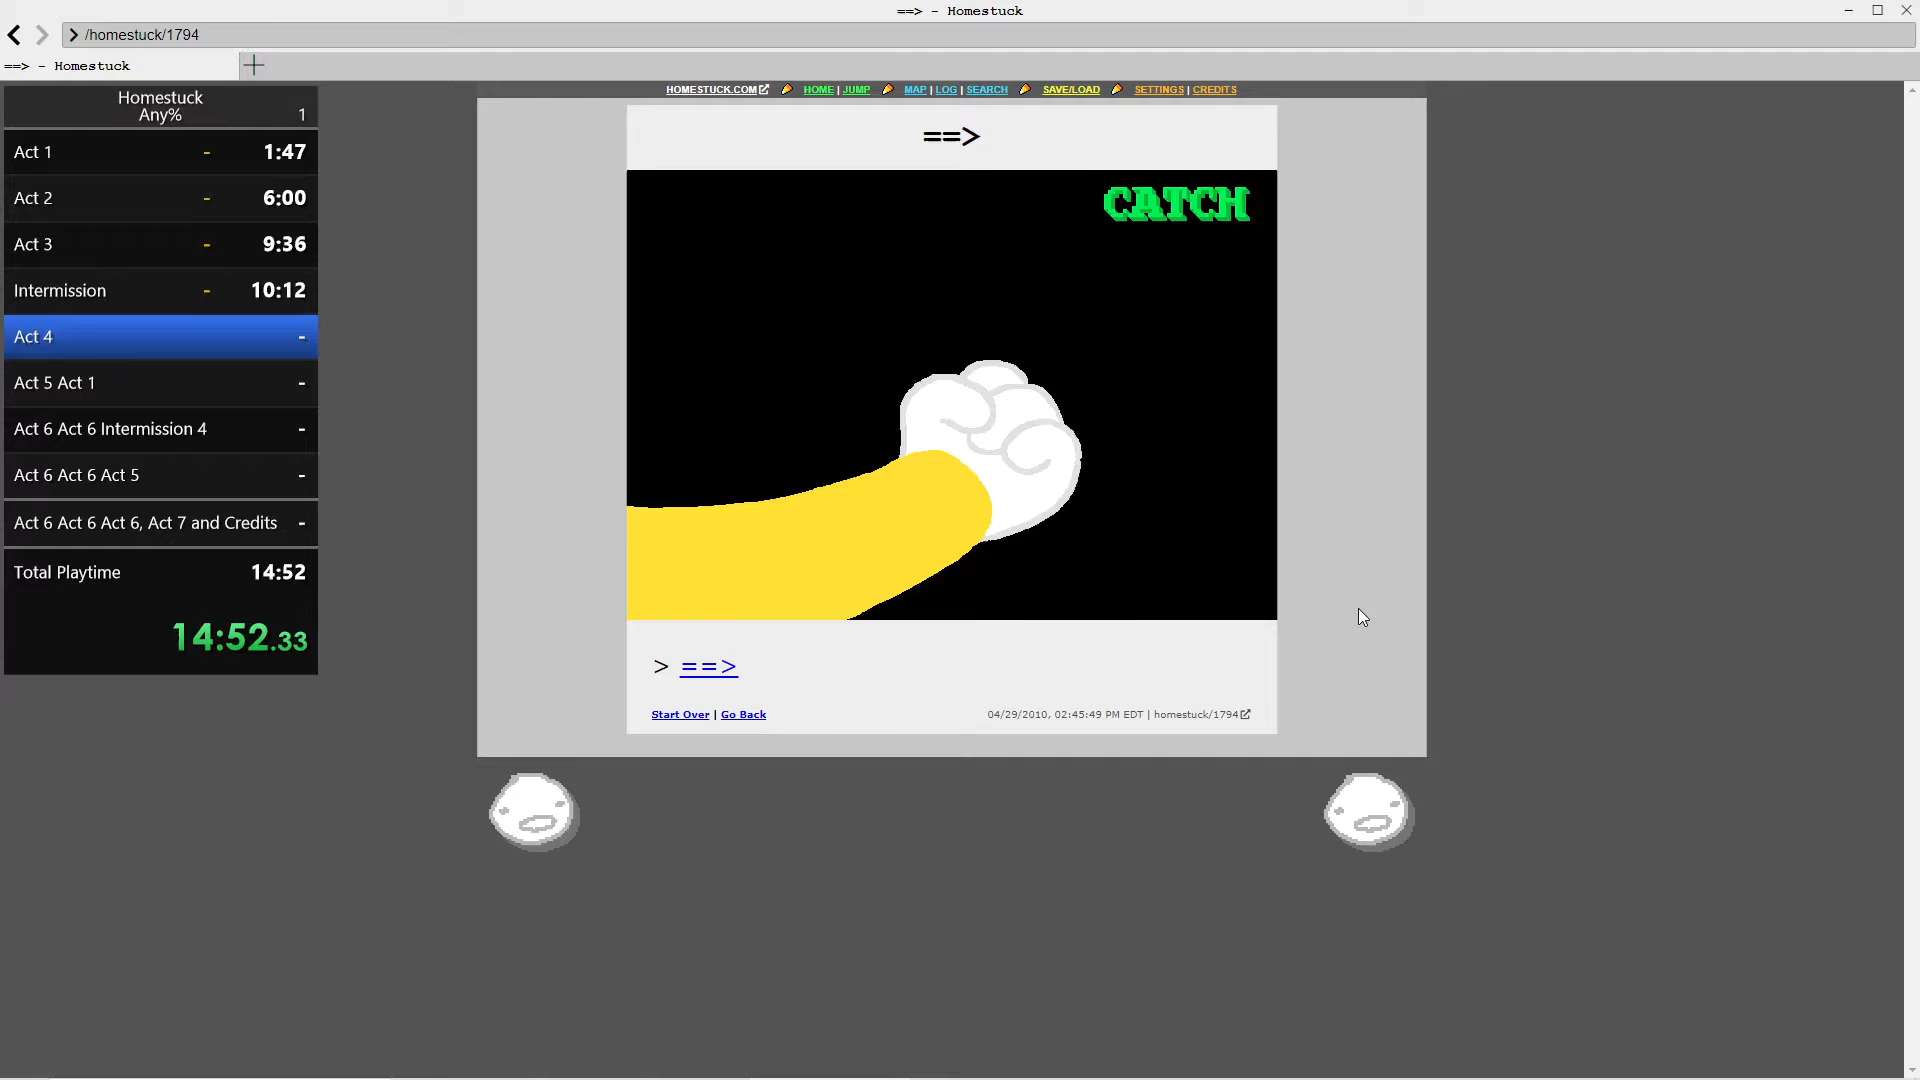 ==> - Homestuck
/homestuck/1794
==> - Homestuck
HOMESTUCK.COM HOME | JUMP MAP | LOG | SEARCH SAVE/LOAD SETTINGS | CREDITS
Homestuck
Any% 1
Act 1 - 1:47
Act 2 - 6:00
Act 3 - 9:36
Intermission - 10:12
Act 4 -
Act 5 Act 1 -
Act 6 Act 6 Intermission 4 -
Act 6 Act 6 Act 5 -
Act 6 Act 6 Act 6, Act 7 and Credits -
Total Playtime 14:52
14:52.33
==>
CATCH
> ==>
Start Over | Go Back 04/29/2010, 02:45:49 PM EDT | homestuck/1794